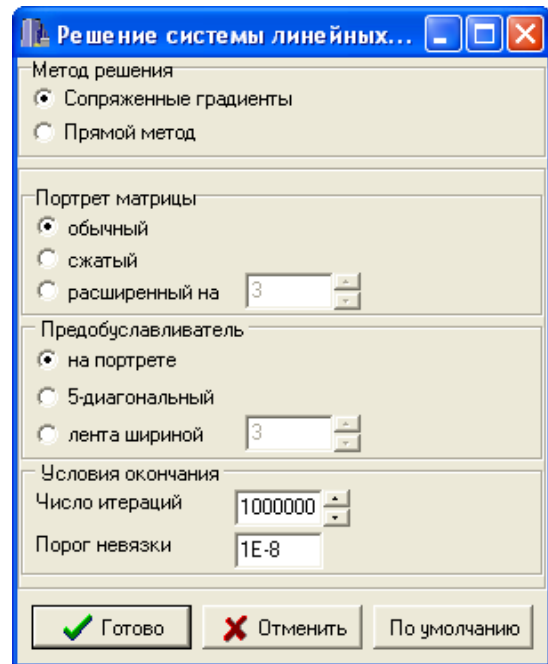 Решение системы линейных...
Метод решения
Сопряженные градиенты
Прямой метод
Портрет матрицы
обычный
сжатый
расширенный на 3
Предобуславливатель
на портрете
5-диагональный
лента шириной 3
Условия окончания
Число итераций 1000000
Порог невязки 1E-8
Готово Отменить По умолчанию